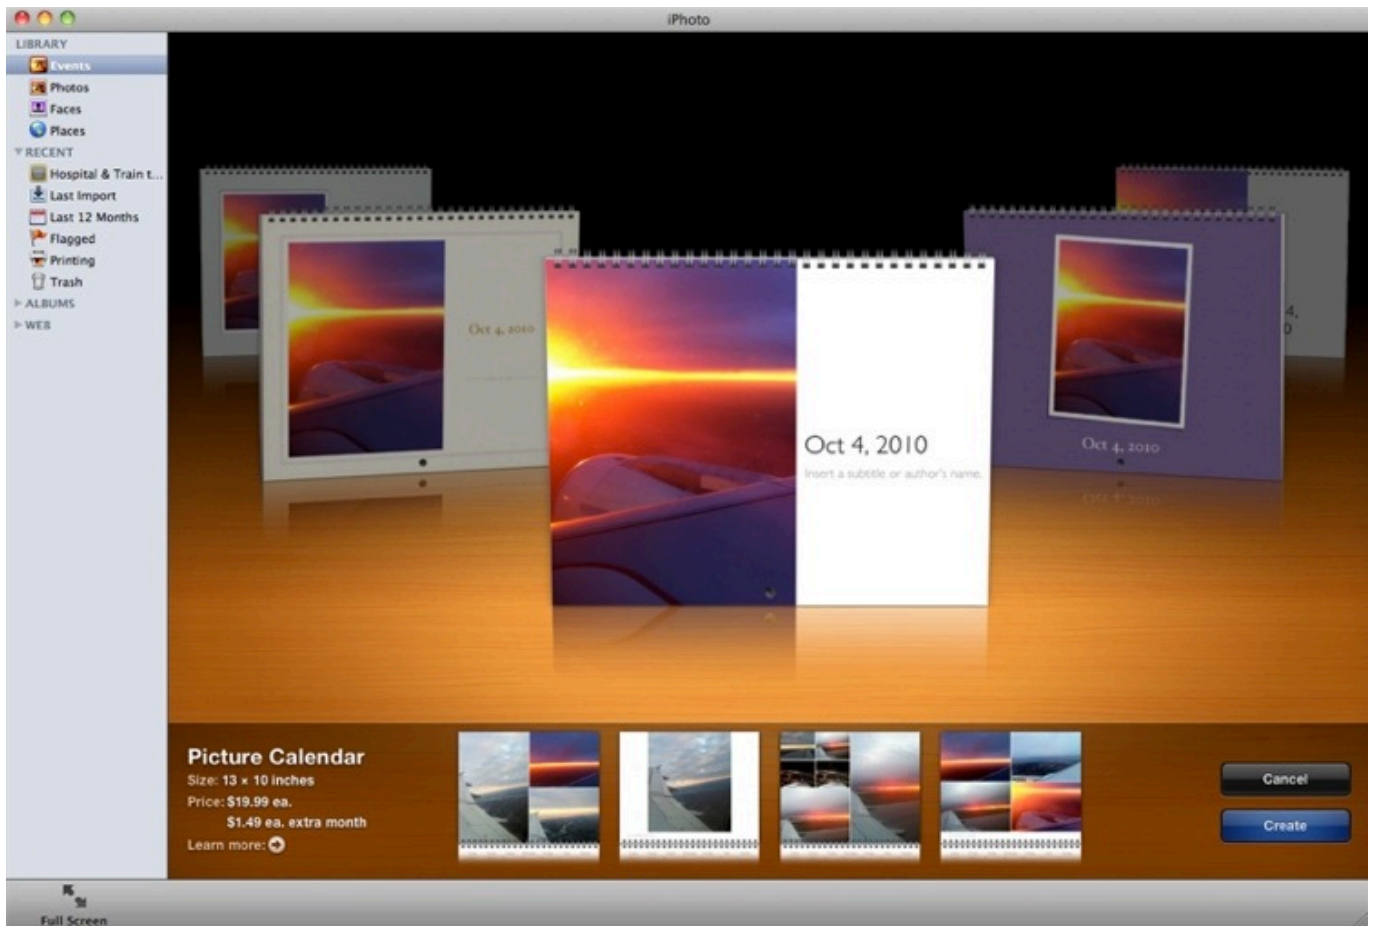 iPhoto
LIBRARY
Events
Photos
Faces
Places
RECENT
Hospital & Train t...
Last Import
Last 12 Months
Flagged
Printing
Trash
ALBUMS
WEB
Oct 4, 2010
Oct 4, 2010
Insert a subtitle or author's name.
Oct 4, 2010
4,
0
Picture Calendar
Size: 13 × 10 inches
Price: $19.99 ea.
$1.49 ea. extra month
Learn more:
Cancel
Create
Full Screen